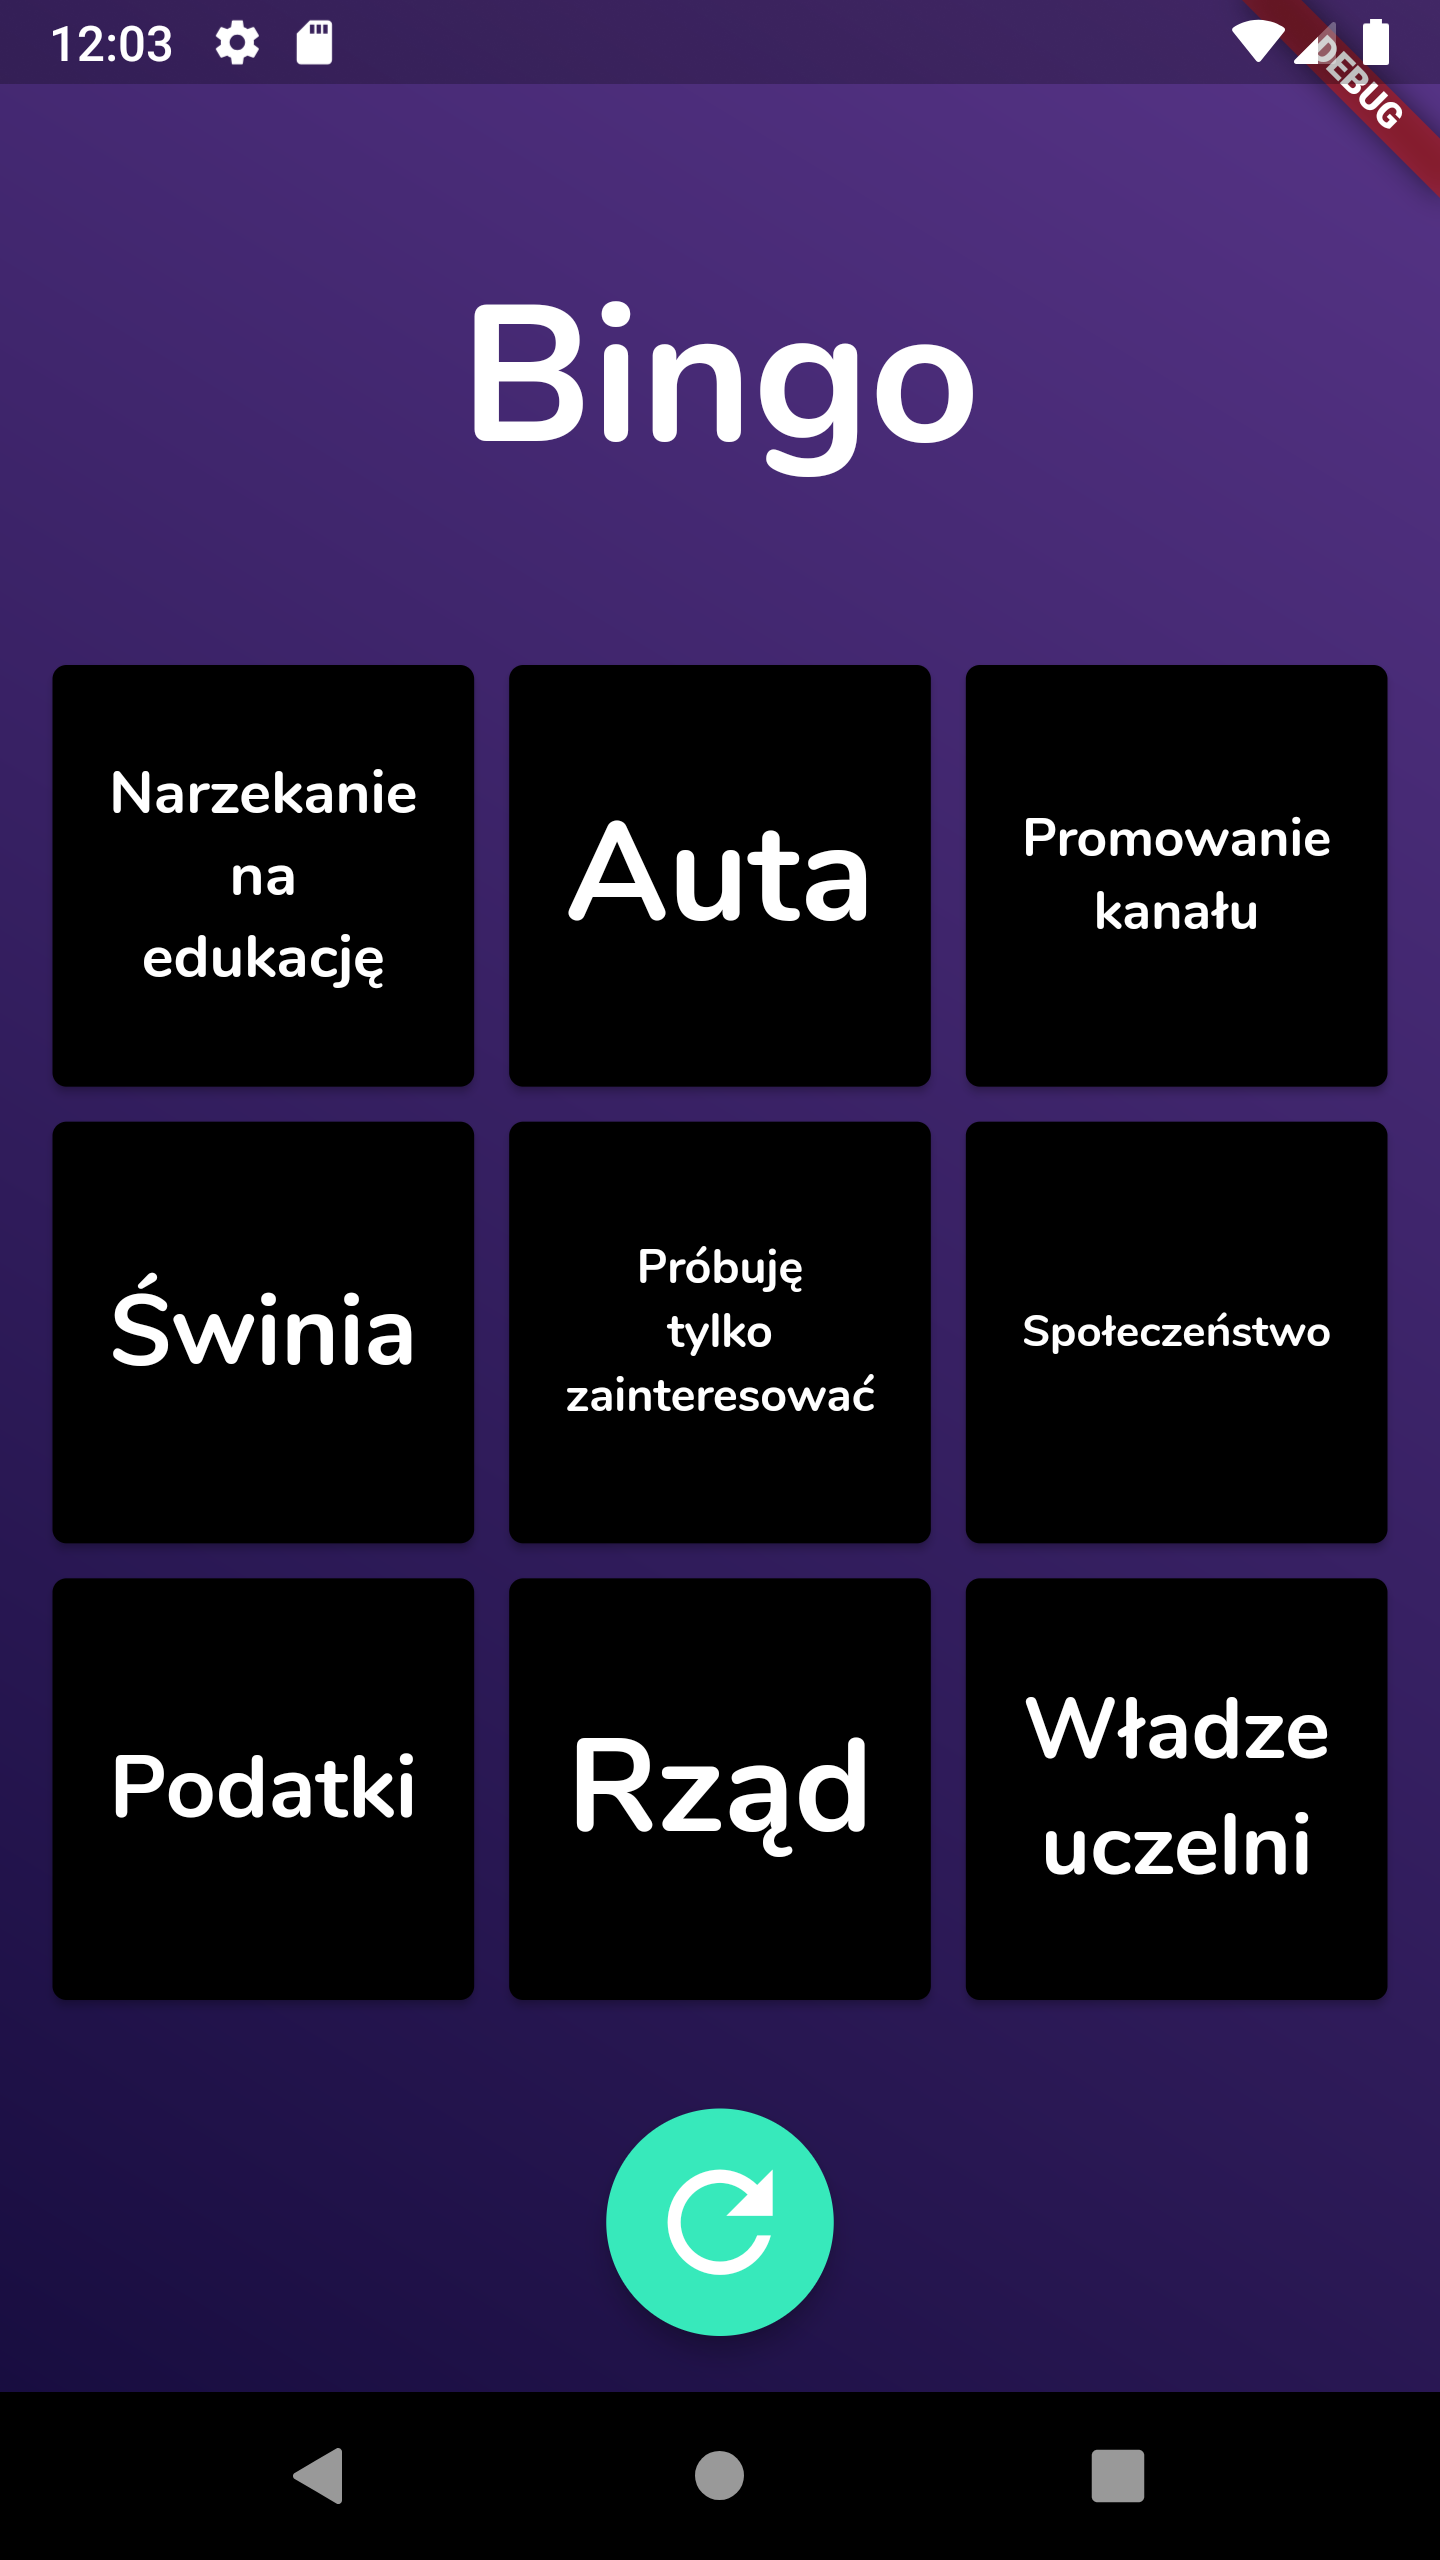 12:03
DEBUG
Bingo
Narzekanie
na
edukację
Auta
Promowanie
kanału
Świnia
Próbuję
tylko
zainteresować
Społeczeństwo
Podatki
Rząd
Władze
uczelni